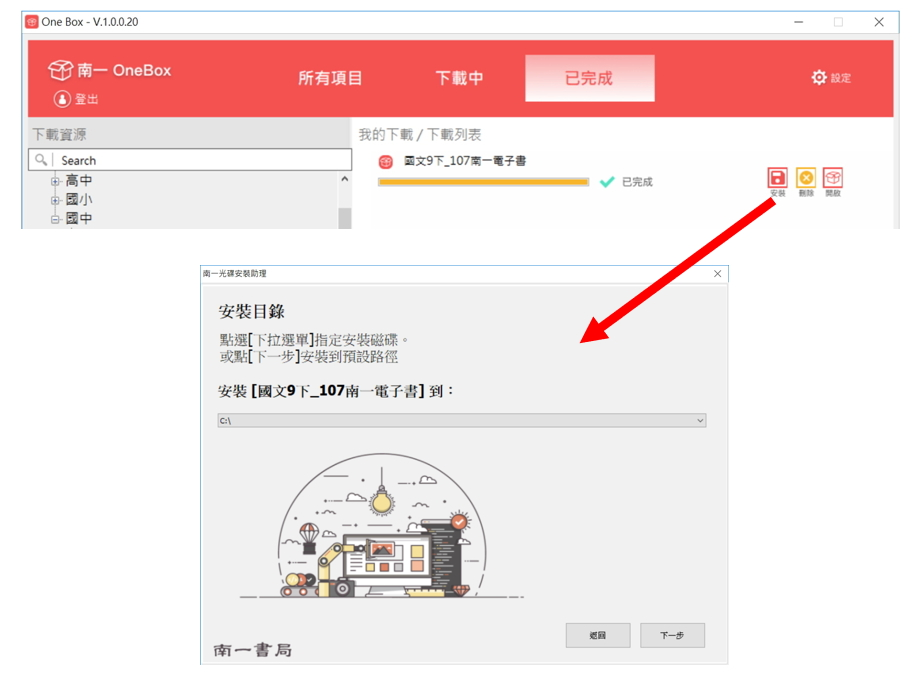 One Box - V.1.0.0.20
南一 OneBox
所有項目
下載中
已完成
設定
登出
下載資源
我的下載 / 下載列表
Search
國文9下_107南一電子書
高中
已完成
國小
安裝
刪除
開啟
國中
南一光碟安裝助理
安裝目錄
點選[下拉選單]指定安裝磁碟。
或點[下一步]安裝到預設路徑
安裝 [國文9下_107南一電子書] 到：
C:\
返回
下一步
南一書局